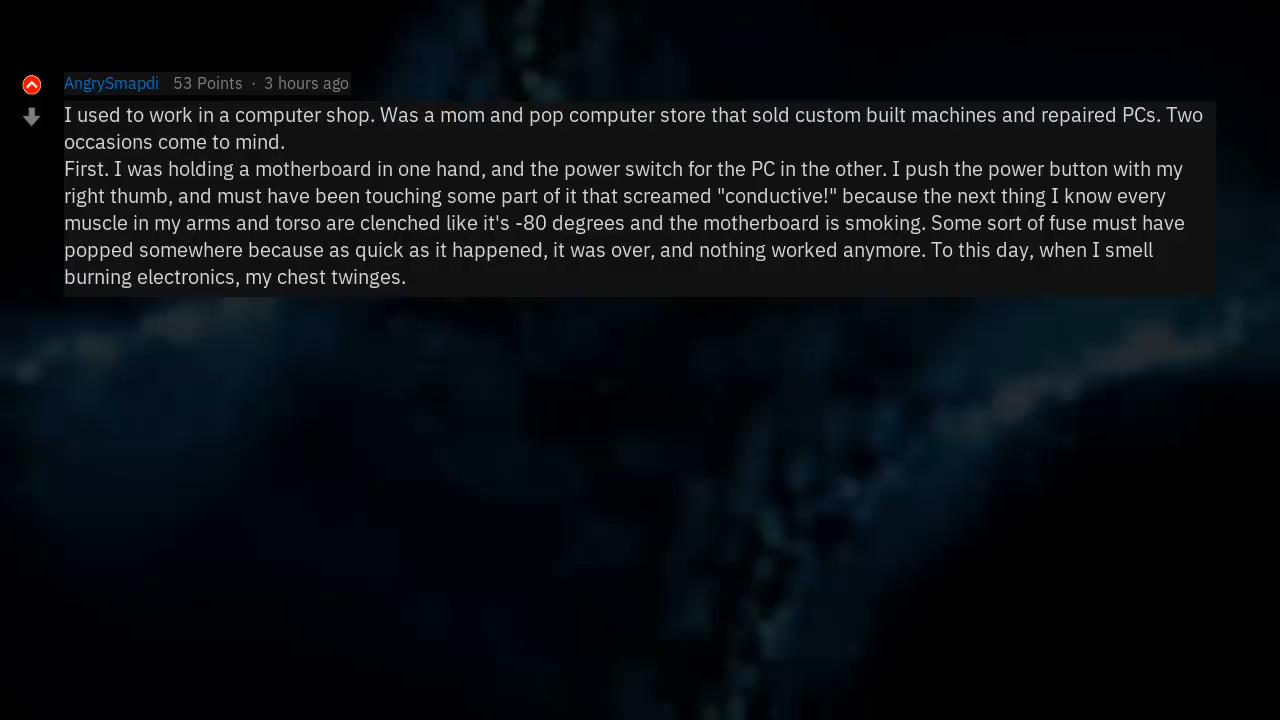 AngrySmapdi 53 Points · 3 hours ago
I used to work in a computer shop. Was a mom and pop computer store that sold custom built machines and repaired PCs. Two
occasions come to mind.
First. I was holding a motherboard in one hand, and the power switch for the PC in the other. I push the power button with my
right thumb, and must have been touching some part of it that screamed "conductive!" because the next thing I know every
muscle in my arms and torso are clenched like it's -80 degrees and the motherboard is smoking. Some sort of fuse must have
popped somewhere because as quick as it happened, it was over, and nothing worked anymore. To this day, when I smell
burning electronics, my chest twinges.